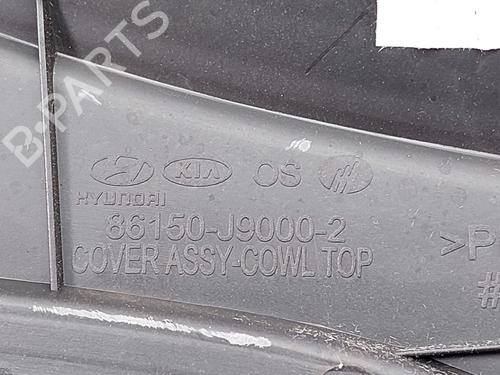 B-PARTS
KIA OS
HYUNDAI
86150-J9000-2
COVER ASSY-COWL TOP
>P
#